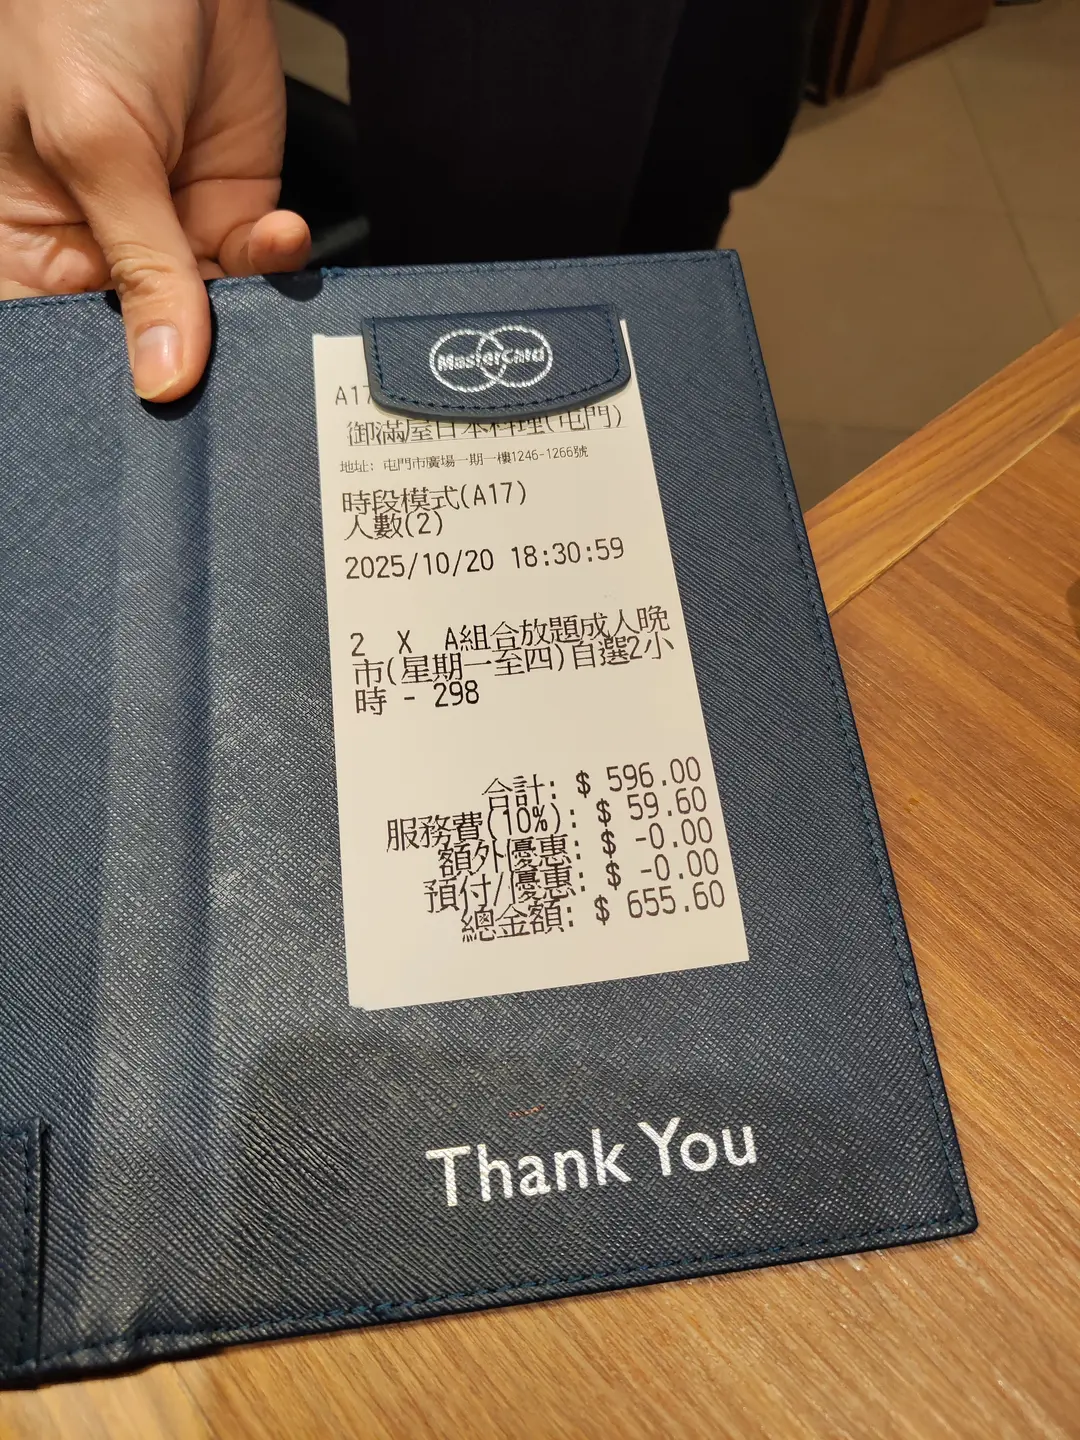 MasterCard
A17
御滿屋日本料理(屯門)
地址: 屯門市廣場一期一樓1246-1266號
時段模式(A17)
人數(2)
2025/10/20 18:30:59
2 X A組合放題成人晚
市(星期一至四)自選2小
時 - 298
合計: $ 596.00
服務費(10%): $ 59.60
額外優惠: $ -0.00
預付/優惠: $ -0.00
總金額: $ 655.60
Thank You